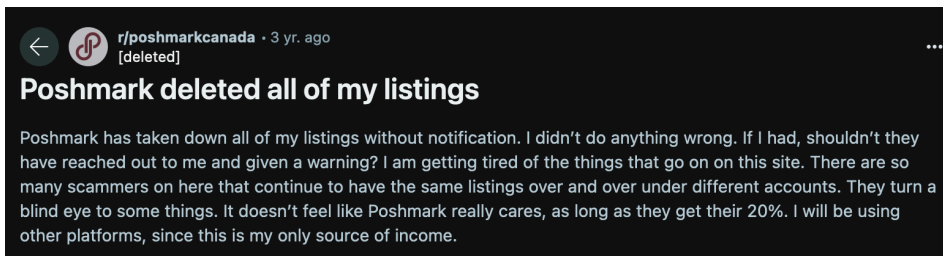 r/poshmarkcanada • 3 yr. ago
[deleted]
Poshmark deleted all of my listings
Poshmark has taken down all of my listings without notification. I didn’t do anything wrong. If I had, shouldn’t they
have reached out to me and given a warning? I am getting tired of the things that go on on this site. There are so
many scammers on here that continue to have the same listings over and over under different accounts. They turn a
blind eye to some things. It doesn’t feel like Poshmark really cares, as long as they get their 20%. I will be using
other platforms, since this is my only source of income.